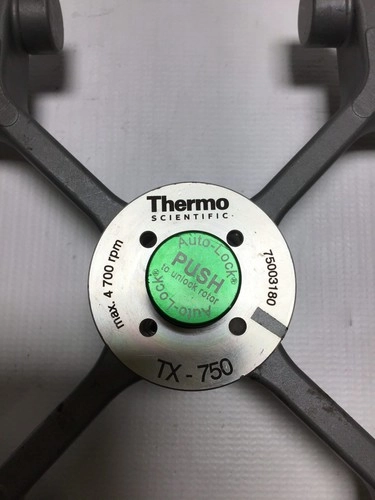 Thermo
SCIENTIFIC
max. 4 700 rpm
Auto-Lock®
PUSH
to unlock rotor
Auto-Lock®
75003180
TX - 750